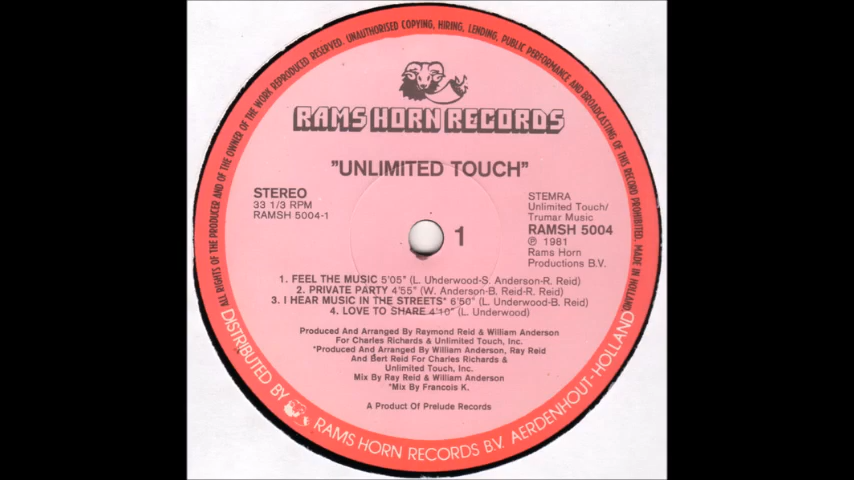 ALL RIGHTS OF THE PRODUCER AND OF THE OWNER OF THE WORK REPRODUCED RESERVED. UNAUTHORISED COPYING, HIRING, LENDING, PUBLIC PERFORMANCE AND BROADCASTING OF THIS RECORD PROHIBITED. MADE IN HOLLAND
RAMS HORN RECORDS
"UNLIMITED TOUCH"
STEREO
33 1/3 RPM
RAMSH 5004-1
1
STEMRA
Unlimited Touch/
Trumar Music
RAMSH 5004
℗ 1981
Rams Horn
Productions B.V.
1. FEEL THE MUSIC 5'05" (L. Underwood-S. Anderson-R. Reid)
2. PRIVATE PARTY 4'55" (W. Anderson-B. Reid-R. Reid)
3. I HEAR MUSIC IN THE STREETS* 6'50" (L. Underwood-B. Reid)
4. LOVE TO SHARE 4'10" (L. Underwood)
Produced And Arranged By Raymond Reid & William Anderson
For Charles Richards & Unlimited Touch, Inc.
*Produced And Arranged By William Anderson, Ray Reid
And Bert Reid For Charles Richards &
Unlimited Touch, Inc.
Mix By Ray Reid & William Anderson
*Mix By Francois K.
A Product Of Prelude Records
DISTRIBUTED BY RAMS HORN RECORDS B.V. AERDENHOUT-HOLLAND